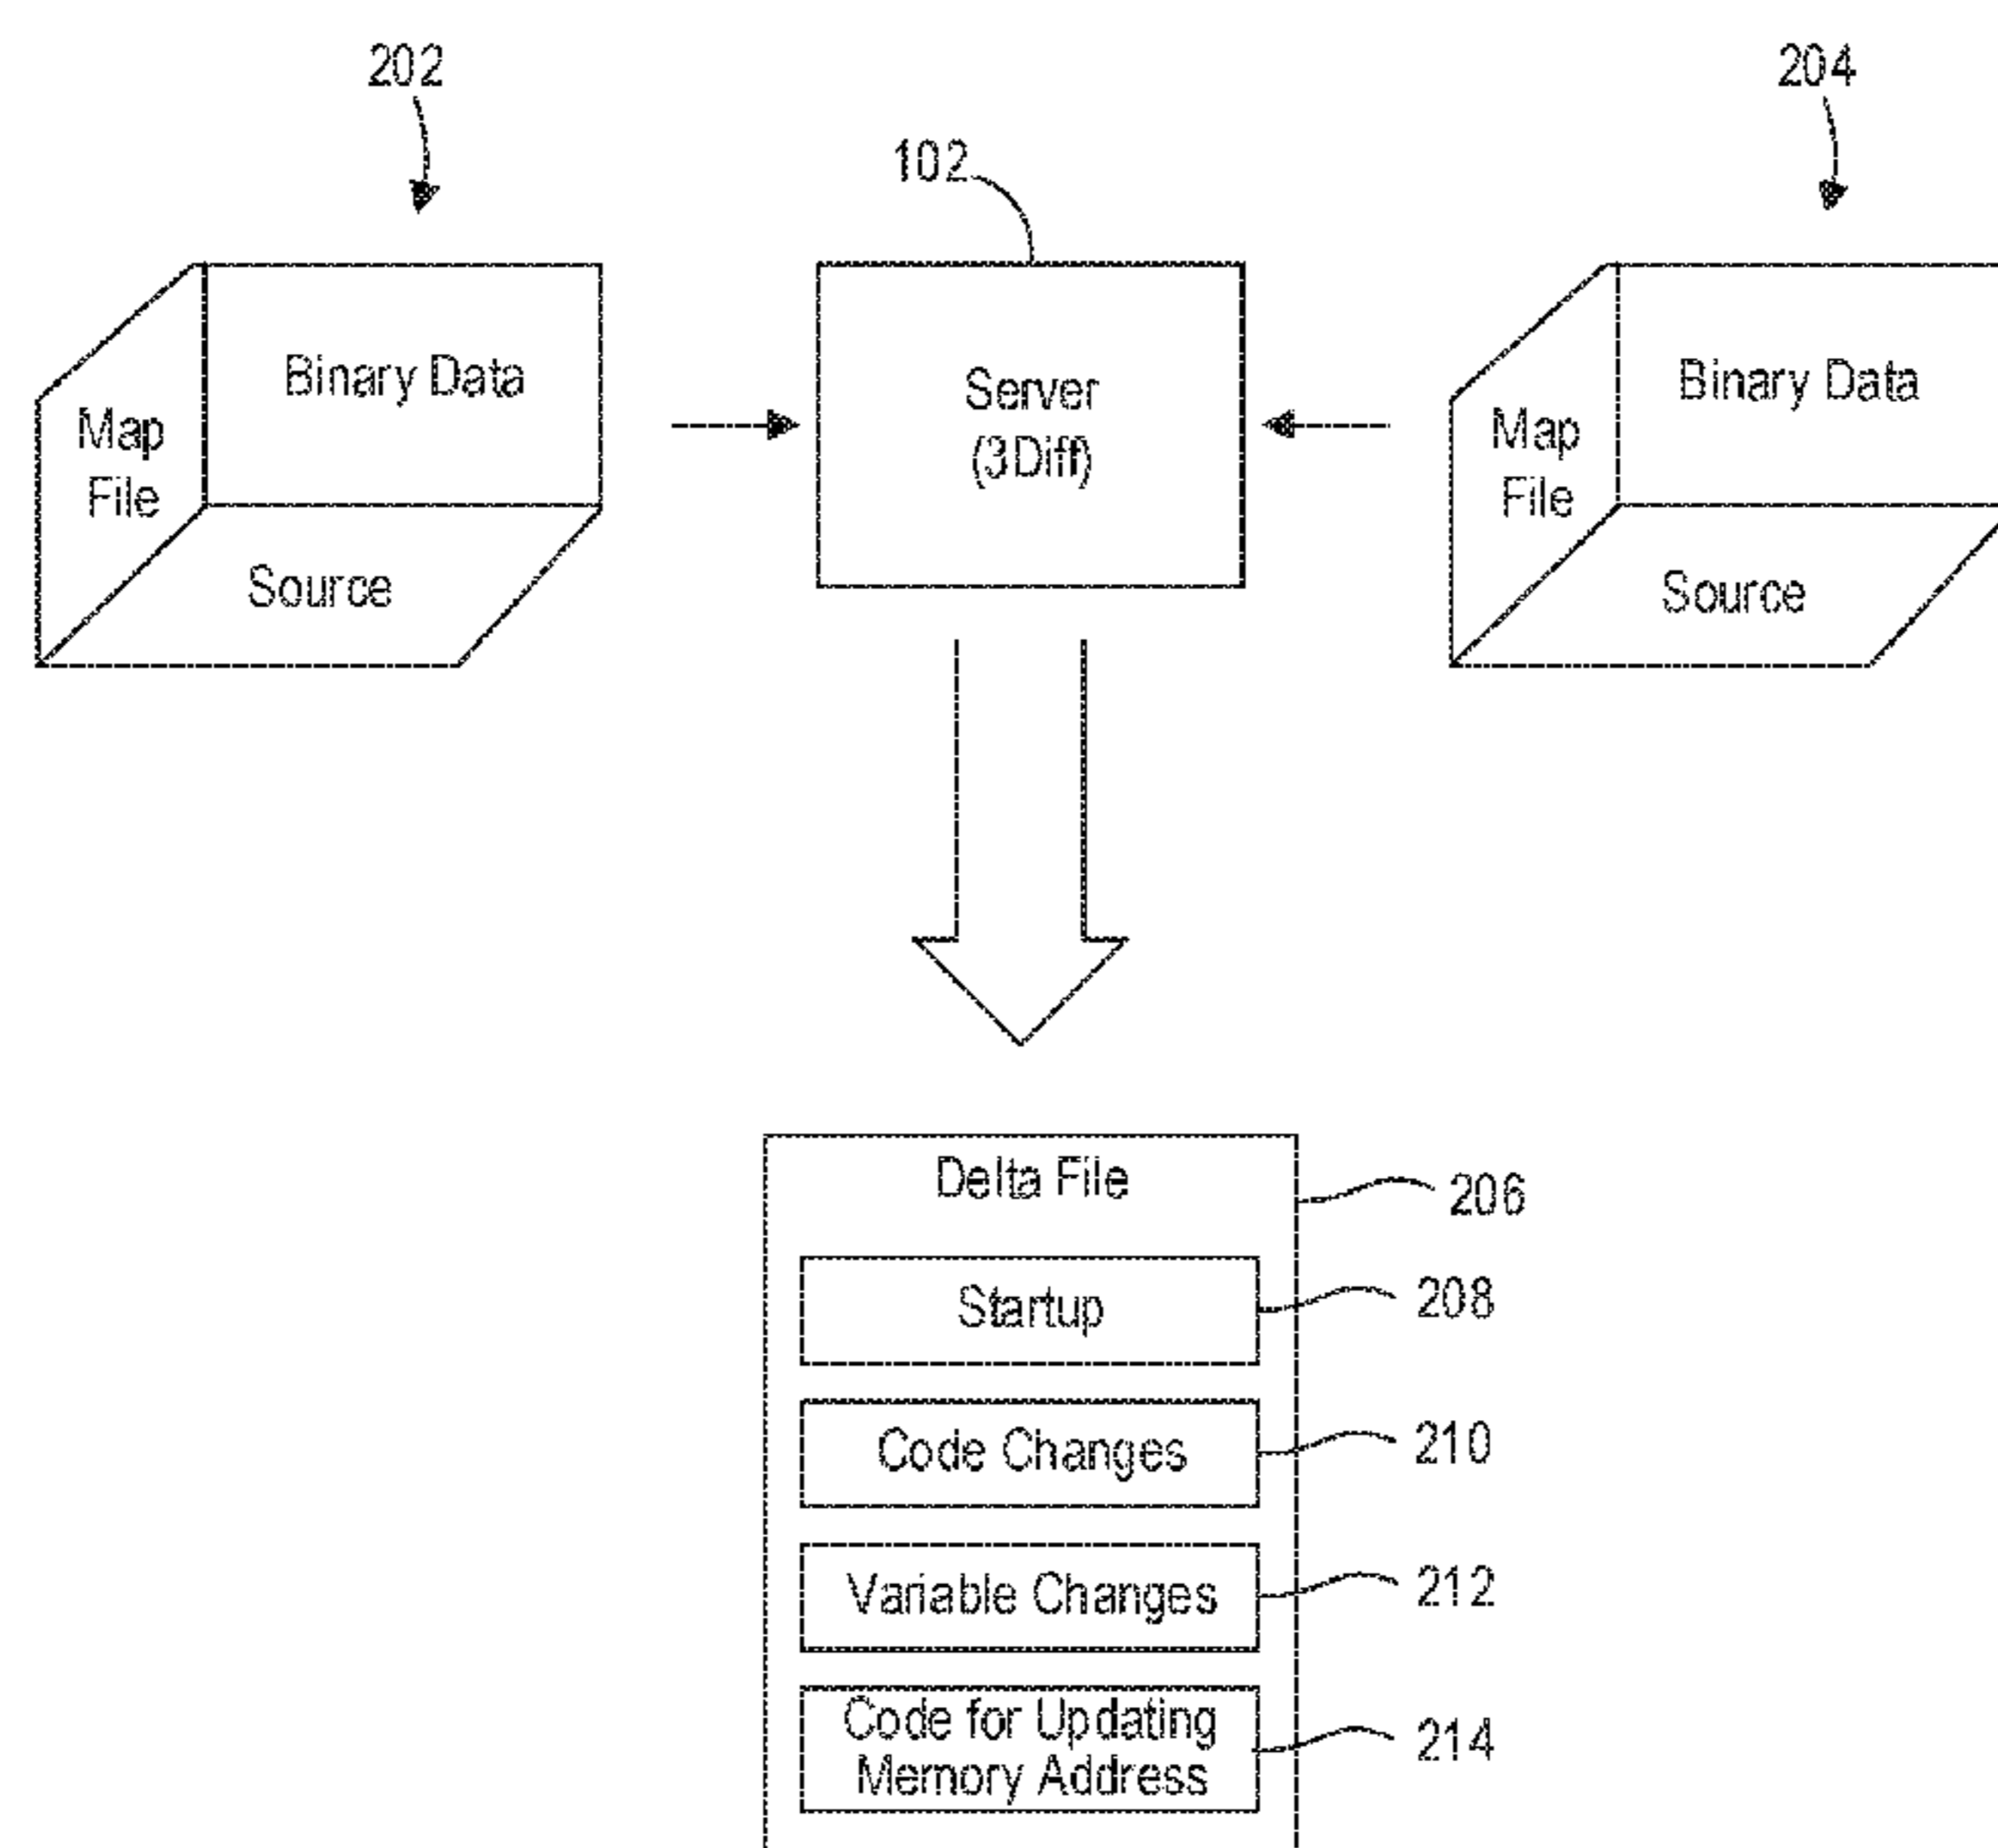 202
204
102
Binary Data
Map
File
Source
Server
(3Diff)
Binary Data
Map
File
Source
Delta File
206
Startup
208
Code Changes
210
Variable Changes
212
Code for Updating
Memory Address
214